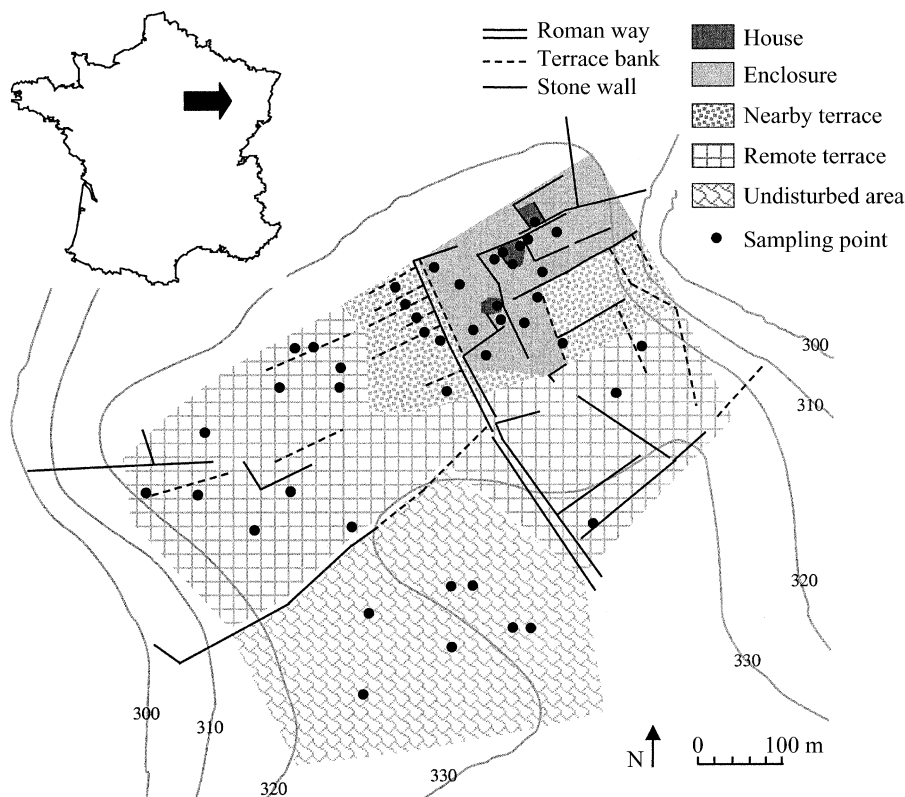 Roman way
Terrace bank
Stone wall
House
Enclosure
Nearby terrace
Remote terrace
Undisturbed area
Sampling point
300
310
320
330
300
310
320
330
N
0 100 m